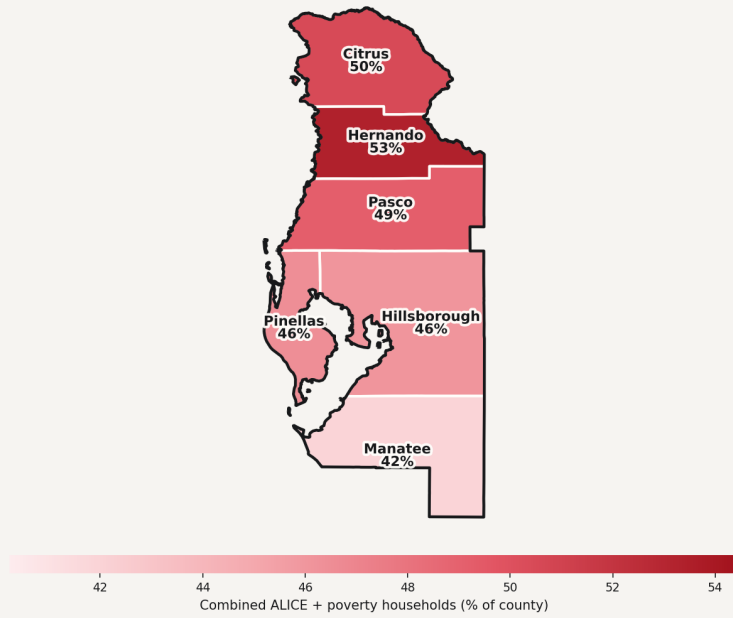 Citrus
50%
Hernando
53%
Pasco
49%
Pinellas
46%
Hillsborough
46%
Manatee
42%
42 44 46 48 50 52 54
Combined ALICE + poverty households (% of county)